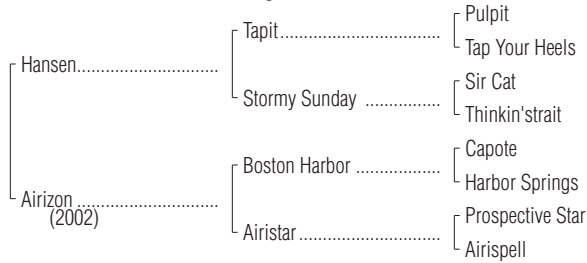 Pulpit
Tapit..........................
Tap Your Heels
Hansen.........................
Sir Cat
Stormy Sunday ............
Thinkin'strait
Capote
Boston Harbor .............
Harbor Springs
Airizon .........................
(2002)
Prospective Star
Airistar ........................
Airispell